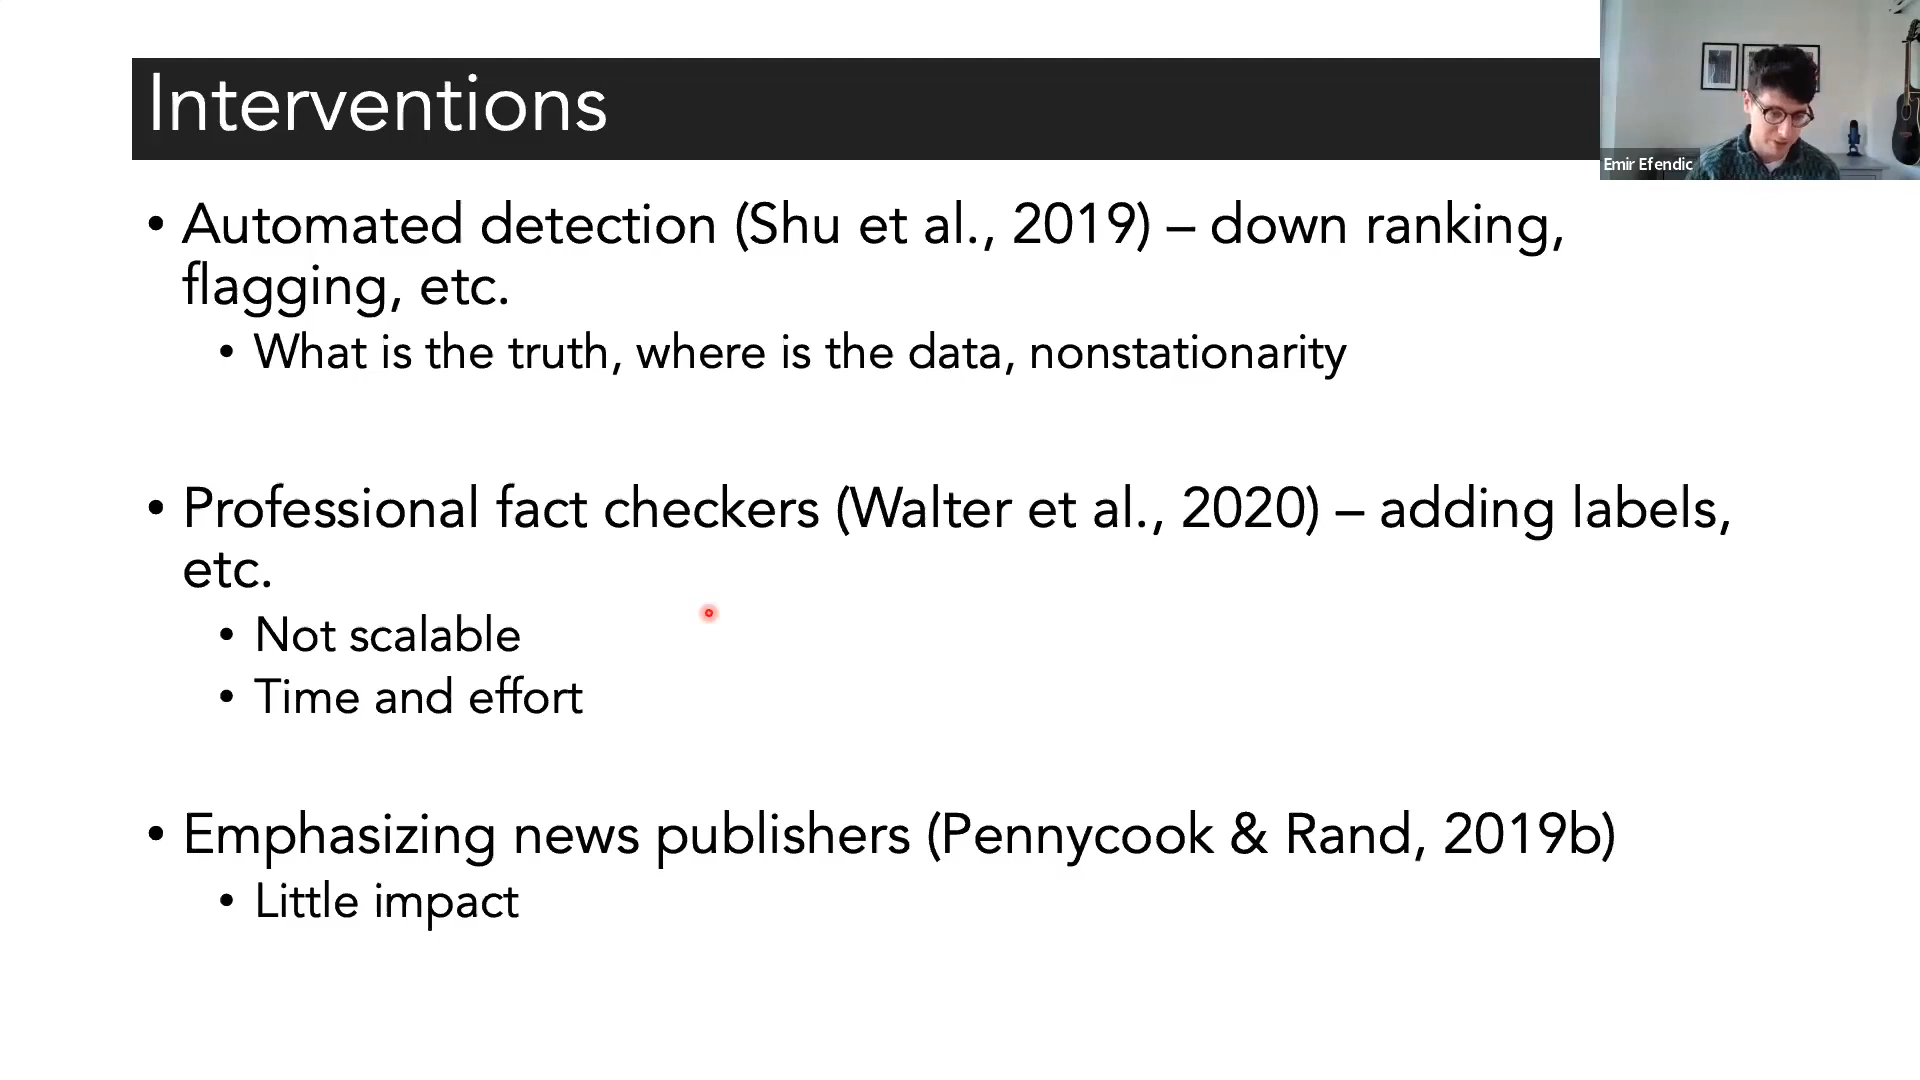 Interventions
Emir Efendic
• Automated detection (Shu et al., 2019) – down ranking,
flagging, etc.
• What is the truth, where is the data, nonstationarity
• Professional fact checkers (Walter et al., 2020) – adding labels,
etc.
• Not scalable
• Time and effort
• Emphasizing news publishers (Pennycook & Rand, 2019b)
• Little impact